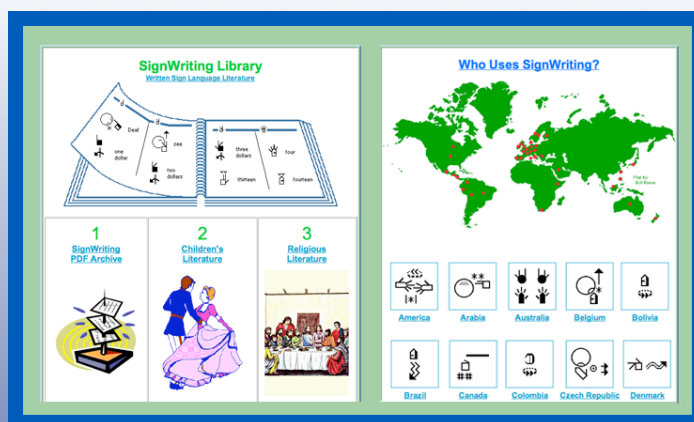 SignWriting Library
Written Sign Language Literature
Deaf
one
dollar
see
two
dollars
three
dollars
four
thirteen
fourteen
1
SignWriting
PDF Archive
2
Children's
Literature
3
Religious
Literature
Who Uses SignWriting?
Map by
America
Arabia
Australia
Belgium
Bolivia
Brazil
Canada
Colombia
Czech Republic
Denmark